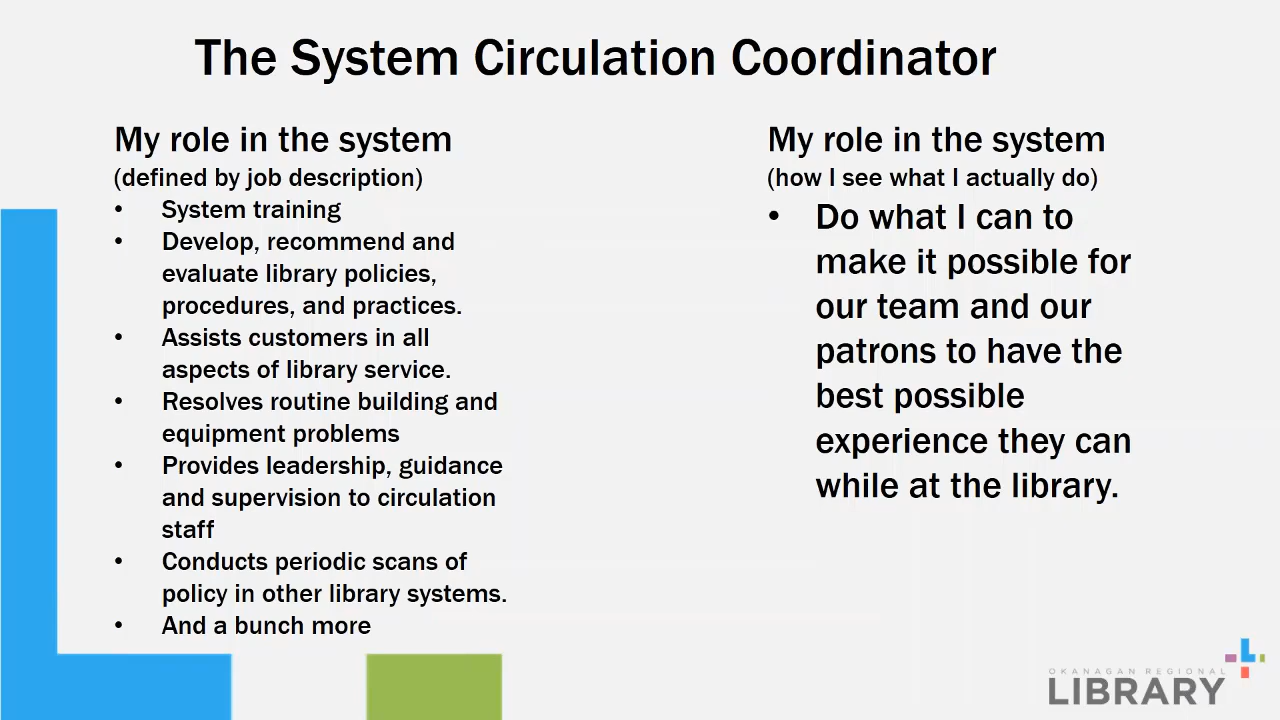 The System Circulation Coordinator
My role in the system
(defined by job description)
• System training
• Develop, recommend and
evaluate library policies,
procedures, and practices.
• Assists customers in all
aspects of library service.
• Resolves routine building and
equipment problems
• Provides leadership, guidance
and supervision to circulation
staff
• Conducts periodic scans of
policy in other library systems.
• And a bunch more
My role in the system
(how I see what I actually do)
• Do what I can to
make it possible for
our team and our
patrons to have the
best possible
experience they can
while at the library.
OKANAGAN REGIONAL
LIBRARY